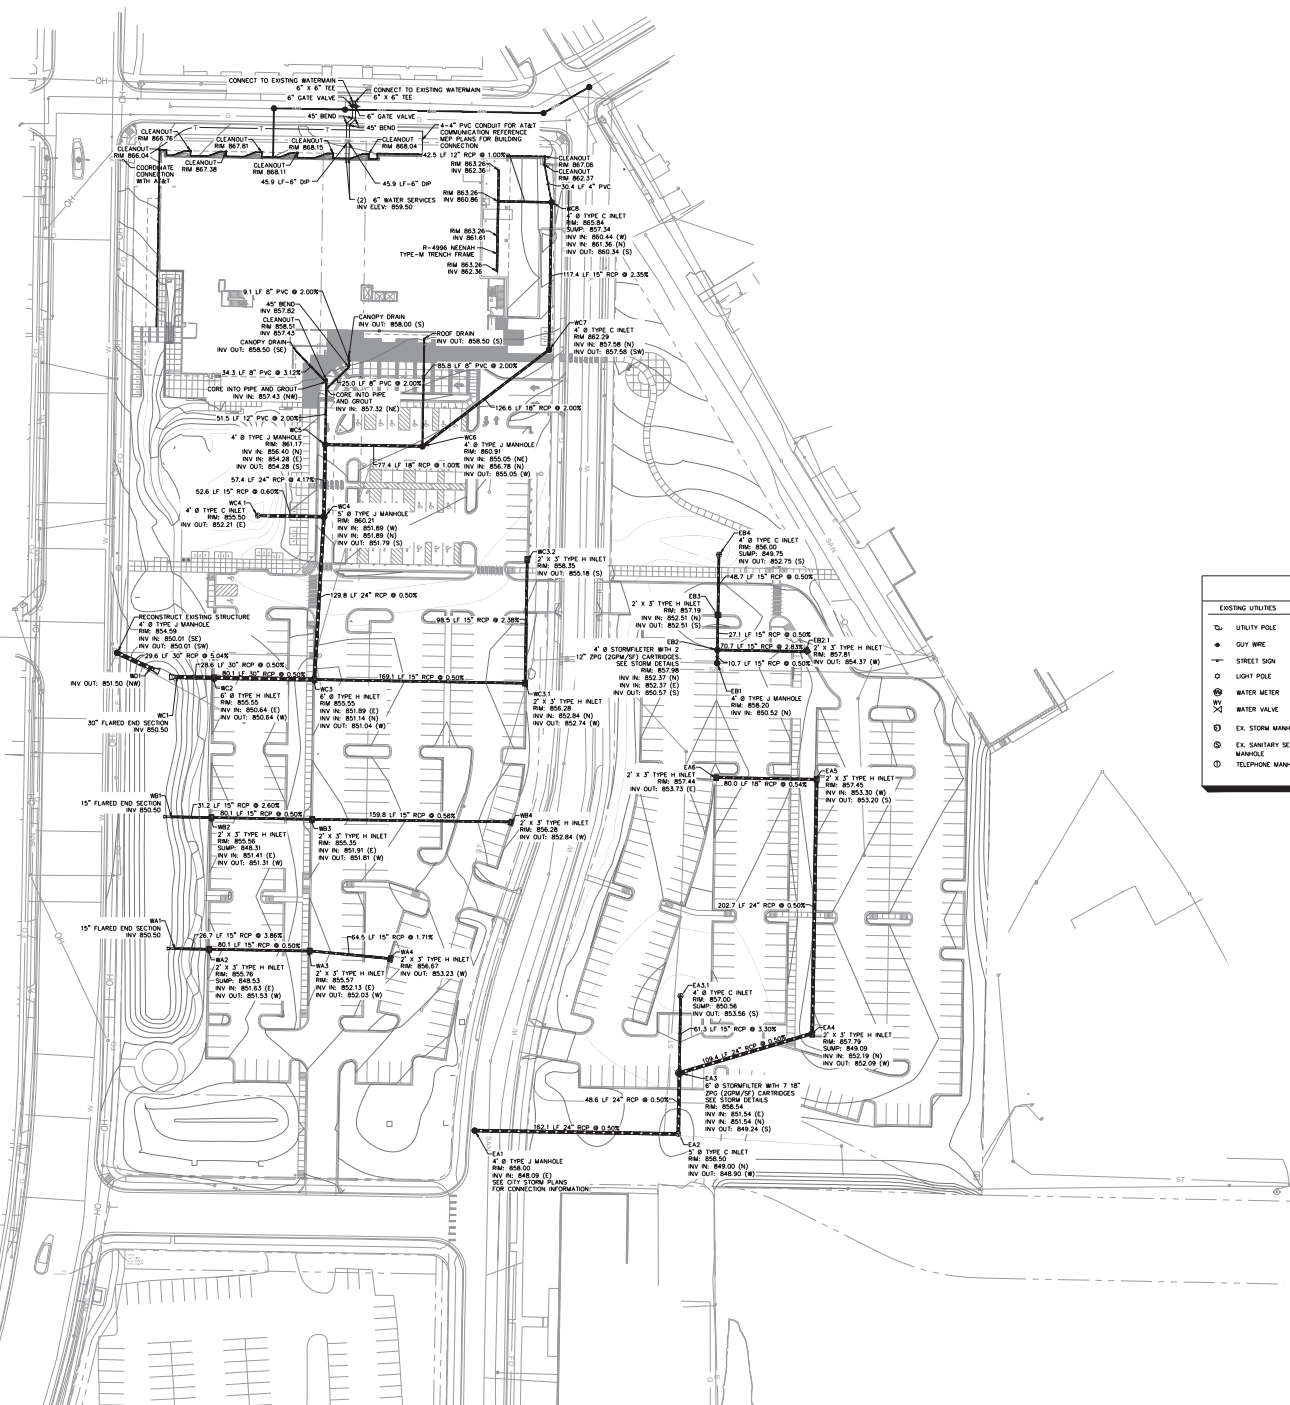 CONNECT TO EXISTING WATERMAIN
6" X 6" TEE
6" GATE VALVE
CONNECT TO EXISTING WATERMAIN
6" X 6" TEE
6" GATE VALVE
45° BEND
45° BEND
4-4" PVC CONDUIT FOR AT&T
COMMUNICATION REFERENCE
MEP PLANS FOR BUILDING
CONNECTION
CLEANOUT
RIM 866.76
CLEANOUT
RIM 867.81
CLEANOUT
RIM 868.15
CLEANOUT
RIM 868.04
CLEANOUT
RIM 866.04
CLEANOUT
RIM 867.38
CLEANOUT
RIM 868.11
COORDINATE
CONNECTION
WITH AT&T
45.9 LF-6" DIP
45.9 LF-6" DIP
(2) 6" WATER SERVICES
INV ELEV: 859.50
42.5 LF 12" RCP @ 1.00%
RIM 863.26
INV 862.36
CLEANOUT
RIM 867.06
CLEANOUT
RIM 862.37
30.4 LF 4" PVC
RIM 863.26
INV 860.86
RIM 863.26
INV 861.61
R-4996 NEENAH
TYPE-M TRENCH FRAME
RIM 863.26
INV 862.36
WC8
4' Ø TYPE C INLET
RIM: 865.84
SUMP: 857.34
INV IN: 860.44 (W)
INV IN: 861.36 (N)
INV OUT: 860.34 (S)
117.4 LF 15" RCP @ 2.35%
9.1 LF 8" PVC @ 2.00%
45° BEND
INV 857.82
CLEANOUT
RIM 858.51
INV 857.43
CANOPY DRAIN
INV OUT: 858.50 (SE)
CANOPY DRAIN
INV OUT: 858.00 (S)
ROOF DRAIN
INV OUT: 858.50 (S)
WC7
4' Ø TYPE C INLET
RIM 862.29
INV IN: 857.58 (N)
INV OUT: 857.58 (SW)
34.3 LF 8" PVC @ 3.12%
85.8 LF 8" PVC @ 2.00%
25.0 LF 8" PVC @ 2.00%
CORE INTO PIPE AND GROUT
INV IN: 857.43 (NW)
CORE INTO PIPE
AND GROUT
INV IN: 857.32 (NE)
126.6 LF 18" RCP @ 2.00%
51.5 LF 12" PVC @ 2.00%
WC5
4' Ø TYPE J MANHOLE
RIM: 861.17
INV IN: 856.40 (N)
INV IN: 854.28 (E)
INV OUT: 854.28 (S)
WC6
4' Ø TYPE J MANHOLE
RIM: 860.91
INV IN: 855.05 (NE)
INV IN: 856.78 (N)
INV OUT: 855.05 (W)
77.4 LF 18" RCP @ 1.00%
57.4 LF 24" RCP @ 4.17%
52.6 LF 15" RCP @ 0.60%
WC4.1
4' Ø TYPE C INLET
RIM: 855.50
INV OUT: 852.21 (E)
WC4
5' Ø TYPE J MANHOLE
RIM: 860.21
INV IN: 851.89 (W)
INV IN: 851.89 (N)
INV OUT: 851.79 (S)
WC3.2
2' X 3' TYPE H INLET
RIM: 858.35
INV OUT: 855.18 (S)
EB4
4' Ø TYPE C INLET
RIM: 856.00
SUMP: 849.75
INV OUT: 852.75 (S)
48.7 LF 15" RCP @ 0.50%
129.8 LF 24" RCP @ 0.50%
EB3
2' X 3' TYPE H INLET
RIM: 857.19
INV IN: 852.51 (N)
INV OUT: 852.51 (S)
98.5 LF 15" RCP @ 2.38%
RECONSTRUCT EXISTING STRUCTURE
4' Ø TYPE J MANHOLE
RIM: 854.59
INV IN: 850.01 (SE)
INV OUT: 850.01 (SW)
27.1 LF 15" RCP @ 0.50%
70.7 LF 15" RCP @ 2.83%
EB2
4' Ø STORMFILTER WITH 2
12" ZPG (2GPM/SF) CARTRIDGES
SEE STORM DETAILS
RIM: 857.98
INV IN: 852.37 (N)
INV IN: 852.37 (E)
INV OUT: 850.57 (S)
EB2.1
2' X 3' TYPE H INLET
RIM: 857.81
INV OUT: 854.37 (W)
10.7 LF 15" RCP @ 0.50%
EB1
4' Ø TYPE J MANHOLE
RIM: 858.20
INV IN: 850.52 (N)
29.6 LF 30" RCP @ 5.04%
28.6 LF 30" RCP @ 0.50%
80.1 LF 30" RCP @ 0.50%
169.1 LF 15" RCP @ 0.50%
WD1
INV OUT: 851.50 (NW)
WC2
6' Ø TYPE H INLET
RIM: 855.55
INV IN: 850.64 (E)
INV OUT: 850.64 (W)
WC3
6' Ø TYPE H INLET
RIM 855.55
INV IN: 851.89 (E)
INV IN: 851.14 (N)
INV OUT: 851.04 (W)
WC3.1
2' X 3' TYPE H INLET
RIM: 856.28
INV IN: 852.84 (N)
INV OUT: 852.74 (W)
WC1
30" FLARED END SECTION
INV 850.50
EXISTING UTILITIES
UTILITY POLE
GUY WIRE
STREET SIGN
LIGHT POLE
WATER METER
WATER VALVE
EX. STORM MANH
EX. SANITARY SE
MANHOLE
TELEPHONE MANH
EA6
2' X 3' TYPE H INLET
RIM: 857.44
INV OUT: 853.73 (E)
80.0 LF 18" RCP @ 0.54%
EA5
2' X 3' TYPE H INLET
RIM: 857.45
INV IN: 853.30 (W)
INV OUT: 853.20 (S)
WB1
15" FLARED END SECTION
INV 850.50
31.2 LF 15" RCP @ 2.60%
80.1 LF 15" RCP @ 0.50%
159.8 LF 15" RCP @ 0.58%
WB2
2' X 3' TYPE H INLET
RIM: 855.56
SUMP: 848.31
INV IN: 851.41 (E)
INV OUT: 851.31 (W)
WB3
2' X 3' TYPE H INLET
RIM: 855.35
INV IN: 851.91 (E)
INV OUT: 851.81 (W)
WB4
2' X 3' TYPE H INLET
RIM: 856.28
INV OUT: 852.84 (W)
202.7 LF 24" RCP @ 0.50%
WA1
15" FLARED END SECTION
INV 850.50
26.7 LF 15" RCP @ 3.86%
80.1 LF 15" RCP @ 0.50%
64.5 LF 15" RCP @ 1.71%
WA2
2' X 3' TYPE H INLET
RIM: 855.76
SUMP: 848.53
INV IN: 851.63 (E)
INV OUT: 851.53 (W)
WA3
2' X 3' TYPE H INLET
RIM: 855.57
INV IN: 852.13 (E)
INV OUT: 852.03 (W)
WA4
2' X 3' TYPE H INLET
RIM: 856.67
INV OUT: 853.23 (W)
EA3.1
4' Ø TYPE C INLET
RIM: 857.00
SUMP: 850.56
INV OUT: 853.56 (S)
61.3 LF 15" RCP @ 3.30%
109.4 LF 24" RCP @ 0.50%
EA4
2' X 3' TYPE H INLET
RIM: 857.79
SUMP: 849.09
INV IN: 852.19 (N)
INV OUT: 852.09 (W)
EA3
6' Ø STORMFILTER WITH 7 18"
ZPG (2GPM/SF) CARTRIDGES
SEE STORM DETAILS
RIM: 858.54
INV IN: 851.54 (E)
INV IN: 851.54 (N)
INV OUT: 849.24 (S)
48.6 LF 24" RCP @ 0.50%
162.1 LF 24" RCP @ 0.50%
EA2
5' Ø TYPE C INLET
RIM: 858.50
INV IN: 849.00 (N)
INV OUT: 848.90 (W)
EA1
4' Ø TYPE J MANHOLE
RIM: 858.00
INV IN: 848.09 (E)
SEE CITY STORM PLANS
FOR CONNECTION INFORMATION